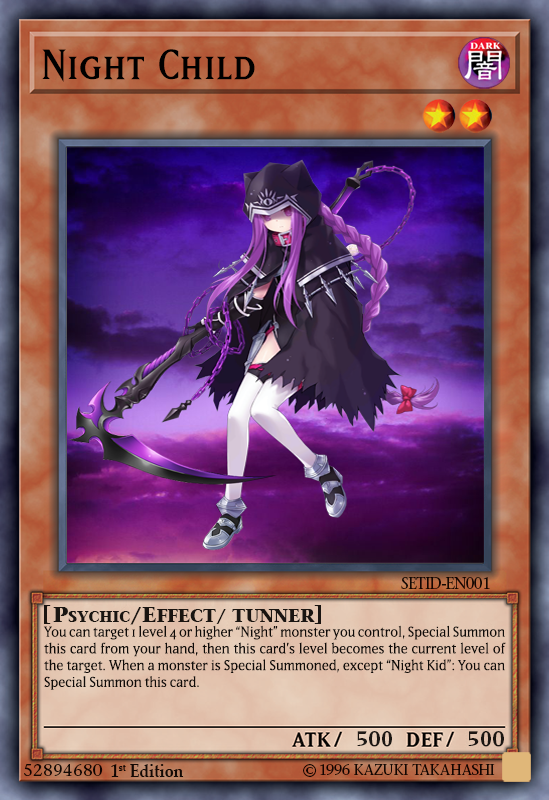 Night Child
DARK
闇
SETID-EN001
[Psychic/Effect/ tunner]
You can target 1 level 4 or higher “Night” monster you control, Special Summon
this card from your hand, then this card's level becomes the current level of
the target. When a monster is Special Summoned, except “Night Kid”: You can
Special Summon this card.
ATK/ 500 DEF/ 500
52894680 1st Edition © 1996 KAZUKI TAKAHASHI